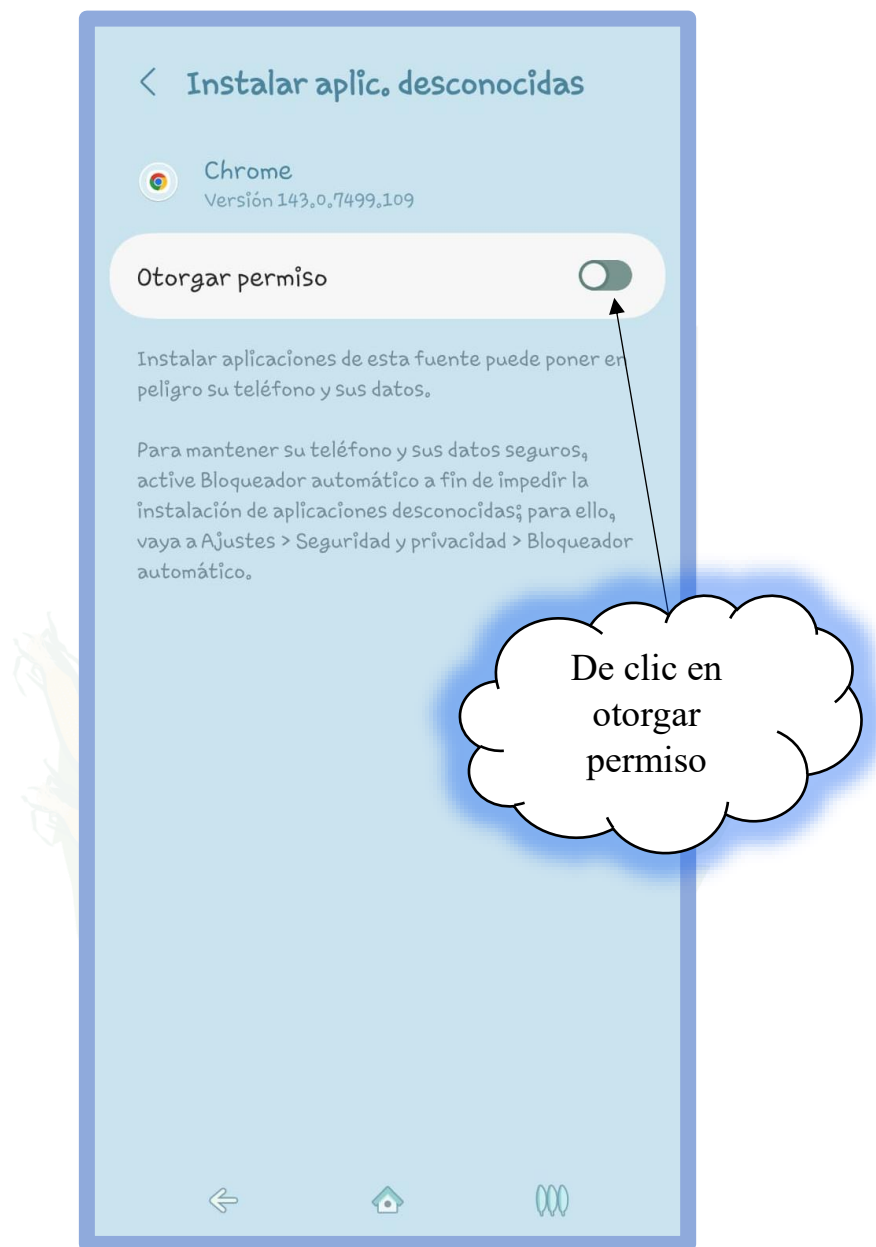 Instalar aplic. desconocidas
Chrome
Versión 143.0.7499.109
Otorgar permiso
Instalar aplicaciones de esta fuente puede poner en
peligro su teléfono y sus datos.
Para mantener su teléfono y sus datos seguros,
active Bloqueador automático a fin de impedir la
instalación de aplicaciones desconocidas; para ello,
vaya a Ajustes > Seguridad y privacidad > Bloqueador
automático.
De clic en
otorgar
permiso